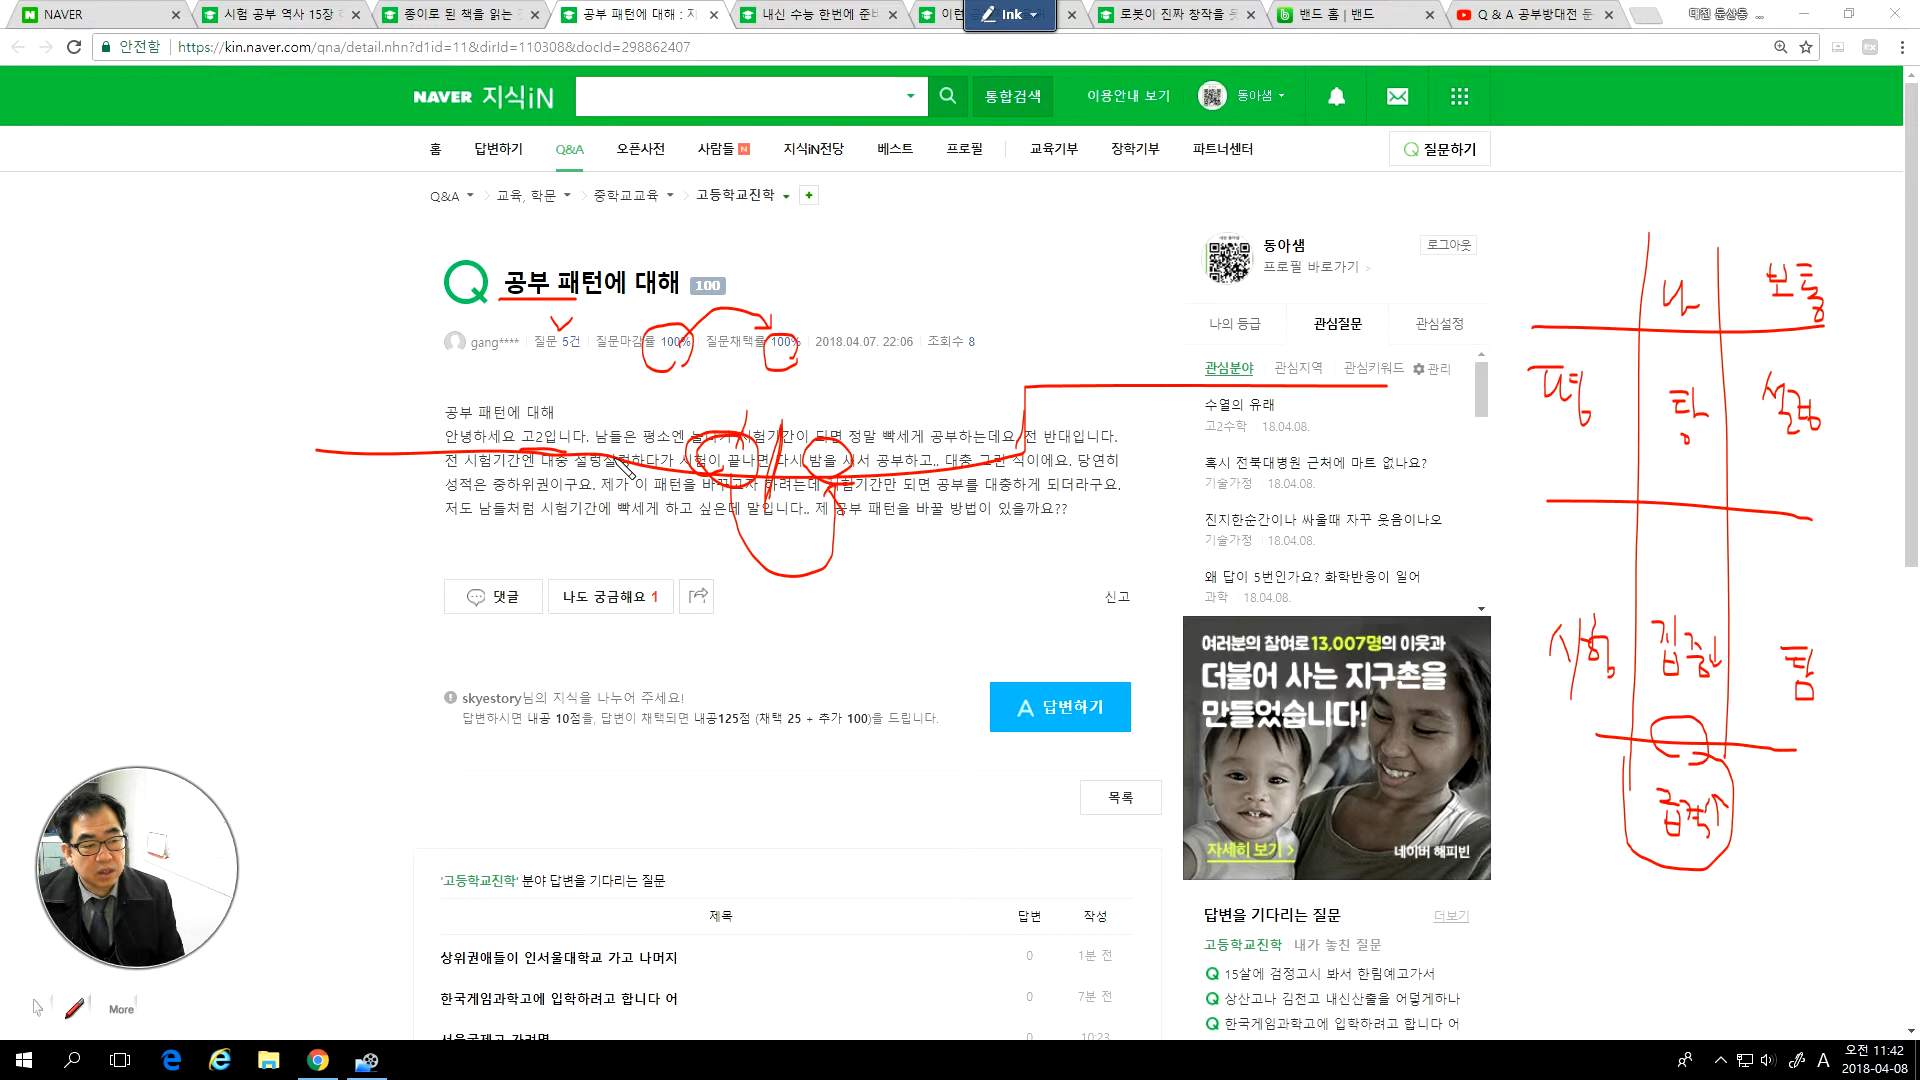 NAVER
시험 공부 역사 15장
종이로 된 책을 읽는
공부 패턴에 대해 : 지
내신 수능 한번에 준비
이런
Ink
로봇이 진짜 창작을
밴드 홈 | 밴드
Q & A 공부방대전 둔
대전 둔산동 ...
안전함 https://kin.naver.com/qna/detail.nhn?d1id=11&dirId=110308&docId=298862407
NAVER 지식iN
통합검색
이용안내 보기
동아샘
홈 답변하기 Q&A 오픈사전 사람들 N 지식iN전당 베스트 프로필 교육기부 장학기부 파트너센터
질문하기
Q&A 교육, 학문 중학교교육 고등학교진학 +
공부 패턴에 대해 100
gang**** 질문 5건 질문마감률 100% 질문채택률 100% 2018.04.07. 22:06 조회수 8
공부 패턴에 대해
안녕하세요 고2입니다. 남들은 평소엔 놀다가 시험기간이 되면 정말 빡세게 공부하는데요 전 반대입니다.
전 시험기간엔 대충 설렁설렁하다가 시험이 끝나면 다시 밤을 새서 공부하고.. 대충 그런 식이에요. 당연히
성적은 중하위권이구요. 제가 이 패턴을 바꾸고자 하려는데 시험기간만 되면 공부를 대충하게 되더라구요.
저도 남들처럼 시험기간에 빡세게 하고 싶은데 말입니다.. 제 공부 패턴을 바꿀 방법이 있을까요??
댓글
나도 궁금해요 1
신고
skyestory님의 지식을 나누어 주세요!
답변하시면 내공 10점을, 답변이 채택되면 내공125점 (채택 25 + 추가 100)을 드립니다.
답변하기
목록
'고등학교진학' 분야 답변을 기다리는 질문
제목 답변 작성
상위권애들이 인서울대학교 가고 나머지 0 1분 전
한국게임과학고에 입학하려고 합니다 어 0 7분 전
서울국제고 가려면 0 10:23
동아샘
로그아웃
프로필 바로가기 >
나의 등급 관심질문 관심설정
관심분야 관심지역 관심키워드 관리
수열의 유래
고2수학 18.04.08.
혹시 전북대병원 근처에 마트 없나요?
기술가정 18.04.08.
진지한순간이나 싸울때 자꾸 웃음이나오
기술가정 18.04.08.
왜 답이 5번인가요? 화학반응이 일어
과학 18.04.08.
여러분의 참여로 13,007명의 이웃과
더불어 사는 지구촌을
만들었습니다!
자세히 보기 >
네이버 해피빈
답변을 기다리는 질문 더보기
고등학교진학 내가 놓친 질문
15살에 검정고시 봐서 한림예고가서
상산고나 김천고 내신산출을 어떻게하나
한국게임과학고에 입학하려고 합니다 어
나 보통
탕 설렁
시험 집중
급격↑
More
A
오전 11:42
2018-04-08